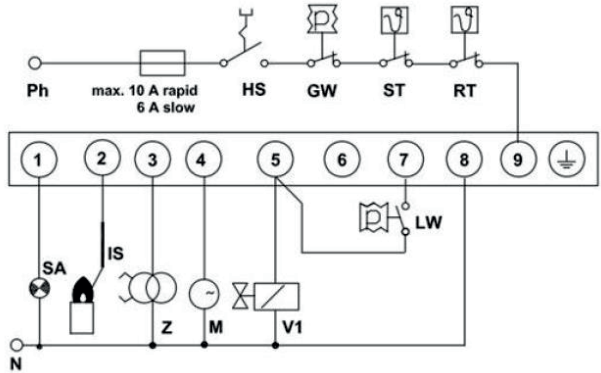 Ph
max. 10 A rapid
6 A slow
HS
GW
ST
RT
1 2 3 4 5 6 7 8 9
LW
SA
IS
Z
M
V1
N